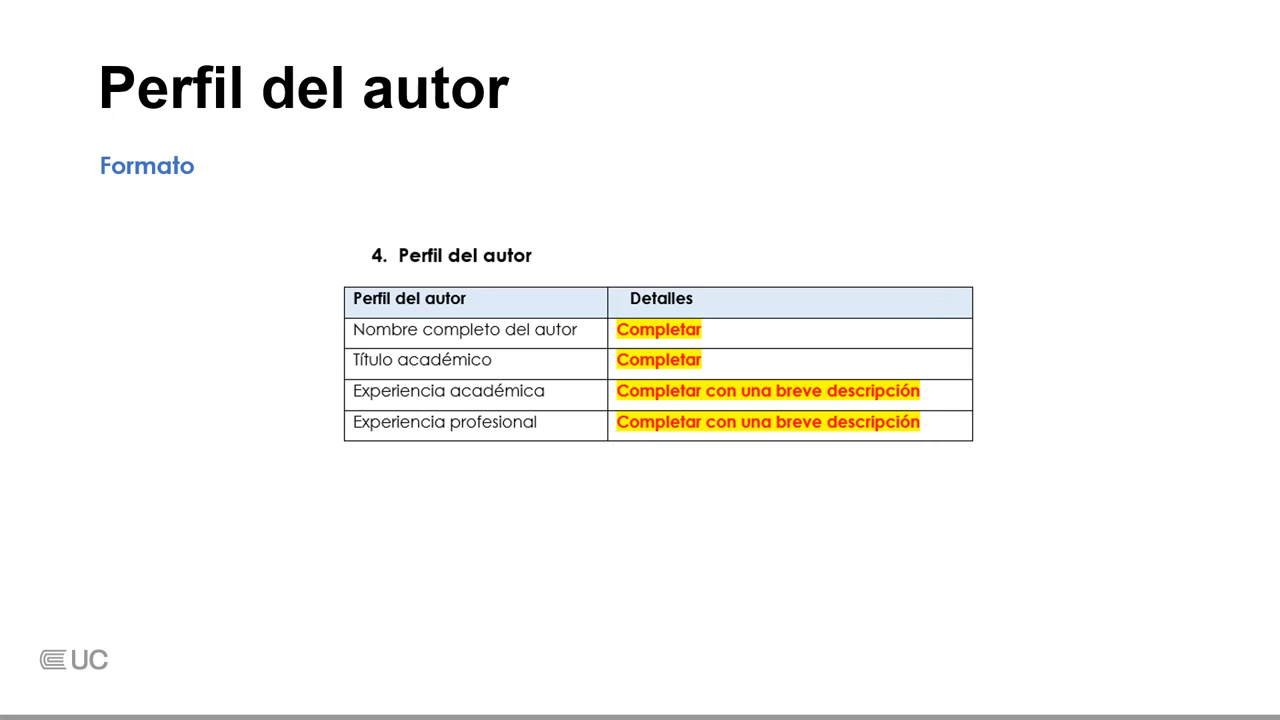 Perfil del autor
Formato
4. Perfil del autor
Perfil del autor Detalles
Nombre completo del autor Completar
Título académico Completar
Experiencia académica Completar con una breve descripción
Experiencia profesional Completar con una breve descripción
UC